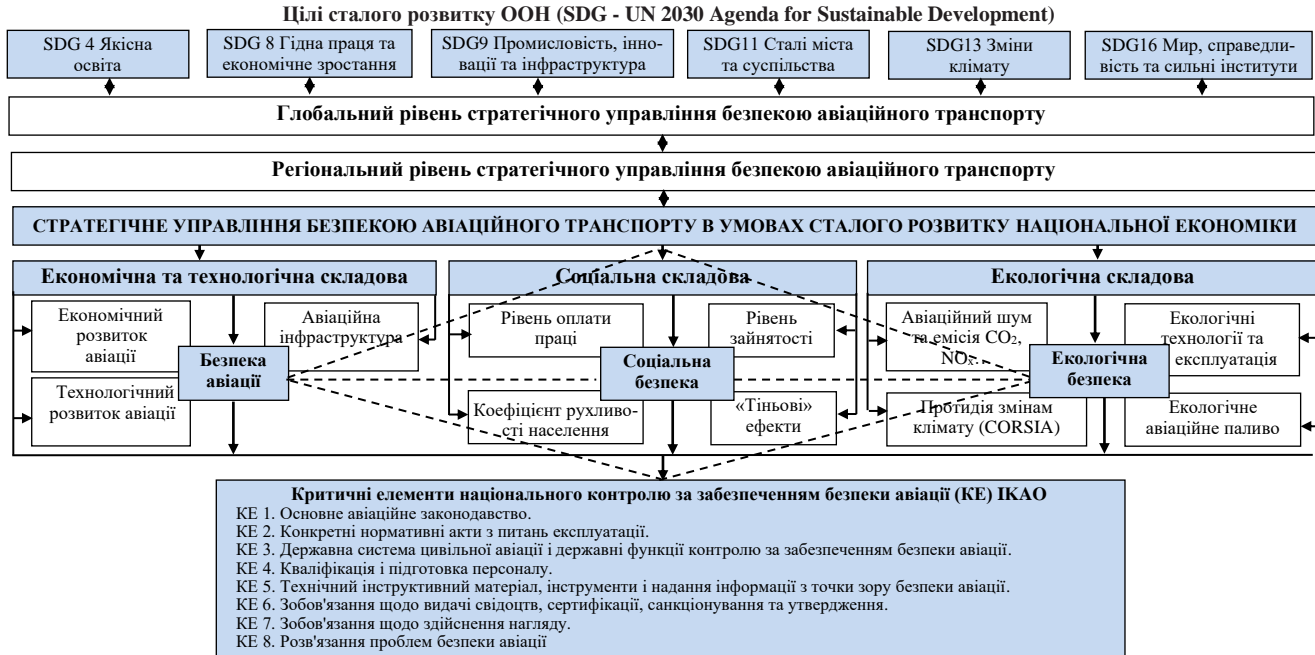 Цілі сталого розвитку ООН (SDG - UN 2030 Agenda for Sustainable Development)
SDG 4 Якісна
освіта
SDG 8 Гідна праця та
економічне зростання
SDG9 Промисловість, інно-
вації та інфраструктура
SDG11 Сталі міста
та суспільства
SDG13 Зміни
клімату
SDG16 Мир, справедли-
вість та сильні інститути
Глобальний рівень стратегічного управління безпекою авіаційного транспорту
Регіональний рівень стратегічного управління безпекою авіаційного транспорту
СТРАТЕГІЧНЕ УПРАВЛІННЯ БЕЗПЕКОЮ АВІАЦІЙНОГО ТРАНСПОРТУ В УМОВАХ СТАЛОГО РОЗВИТКУ НАЦІОНАЛЬНОЇ ЕКОНОМІКИ
Економічна та технологічна складова
Економічний
розвиток
авіації
Авіаційна
інфраструктура
Безпека
авіації
Технологічний
розвиток авіації
Соціальна складова
Рівень оплати
праці
Рівень
зайнятості
Соціальна
безпека
Коефіцієнт рухливо-
сті населення
«Тіньові»
ефекти
Екологічна складова
Авіаційний шум
та емісія CO₂,
NOₓ.
Екологічні
технології та
експлуатація
Екологічна
безпека
Протидія змінам
клімату (CORSIA)
Екологічне
авіаційне паливо
Критичні елементи національного контролю за забезпеченням безпеки авіації (КЕ) ІКАО
КЕ 1. Основне авіаційне законодавство.
КЕ 2. Конкретні нормативні акти з питань експлуатації.
КЕ 3. Державна система цивільної авіації і державні функції контролю за забезпеченням безпеки авіації.
КЕ 4. Кваліфікація і підготовка персоналу.
КЕ 5. Технічний інструктивний матеріал, інструменти і надання інформації з точки зору безпеки авіації.
КЕ 6. Зобов'язання щодо видачі свідоцтв, сертифікації, санкціонування та утвердження.
КЕ 7. Зобов'язання щодо здійснення нагляду.
КЕ 8. Розв'язання проблем безпеки авіації